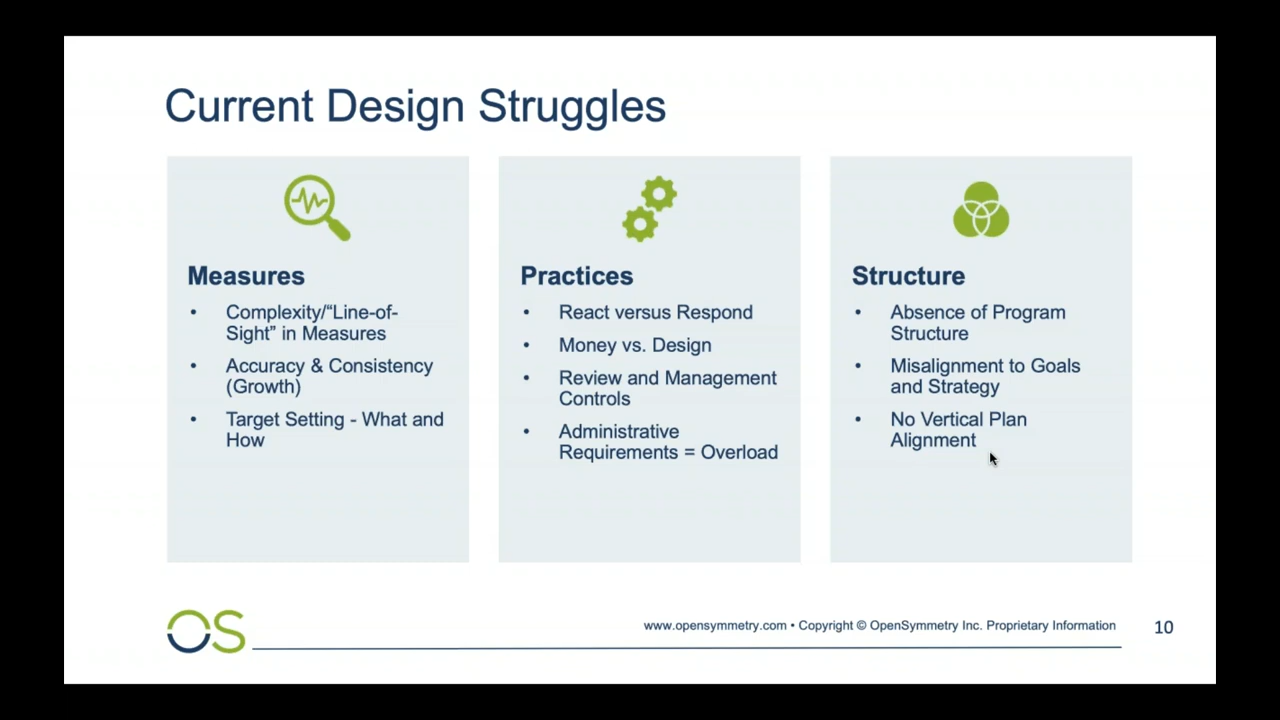 Current Design Struggles
Measures
• Complexity/“Line-of-
Sight” in Measures
• Accuracy & Consistency
(Growth)
• Target Setting - What and
How
Practices
• React versus Respond
• Money vs. Design
• Review and Management
Controls
• Administrative
Requirements = Overload
Structure
• Absence of Program
Structure
• Misalignment to Goals
and Strategy
• No Vertical Plan
Alignment
OS
www.opensymmetry.com • Copyright © OpenSymmetry Inc. Proprietary Information
10